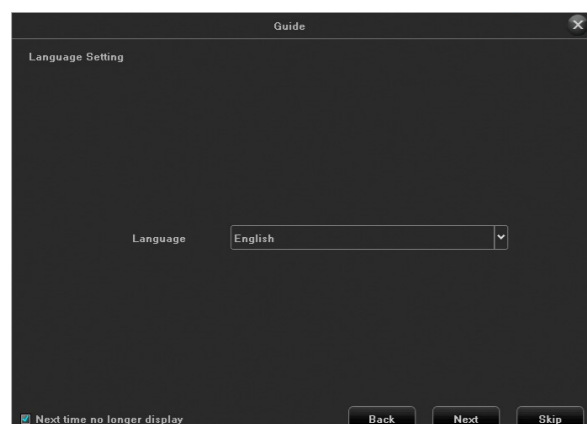 Guide
Language Setting
Language English
Next time no longer display Back Next Skip